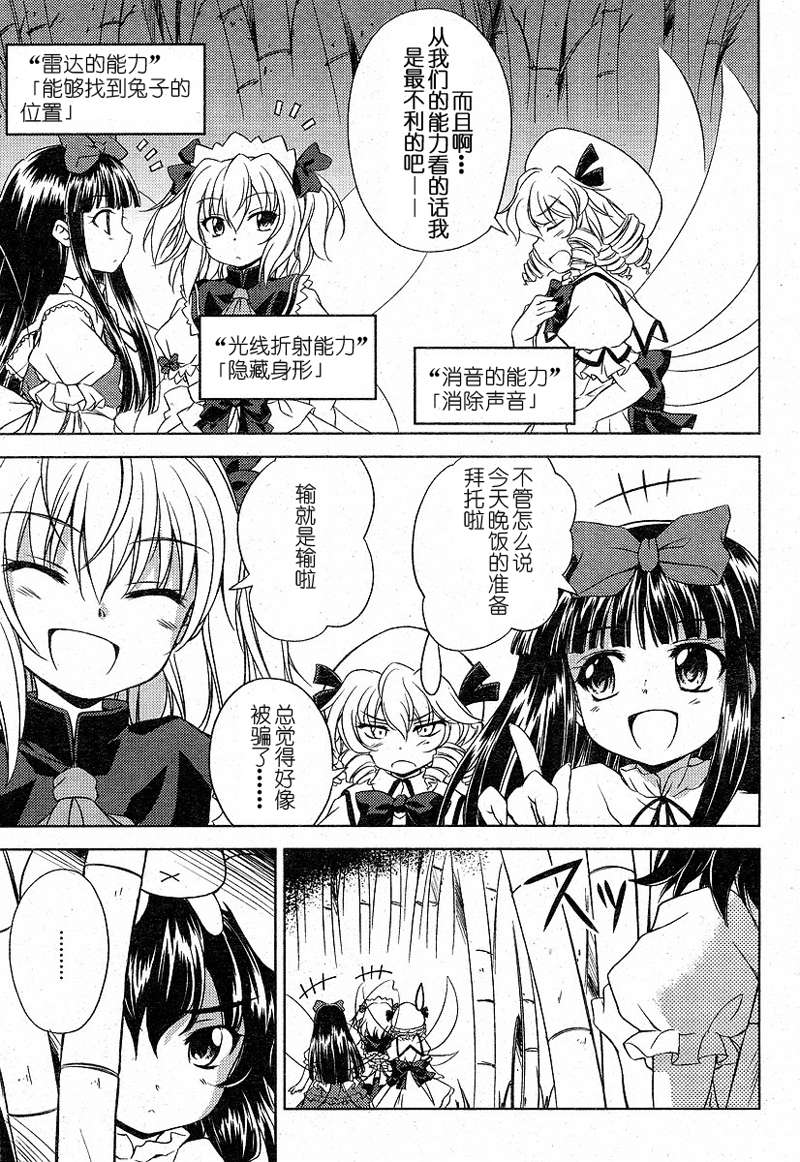 而且啊…
从我们的能力看的话我
是最不利的吧——
“雷达的能力”
「能够找到兔子的
位置」
“光线折射能力”
「隐藏身形」
“消音的能力”
「消除声音」
不管怎么说
今天晚饭的准备
拜托啦
输就是输啦
总觉得好像
被骗了……
スッ
……